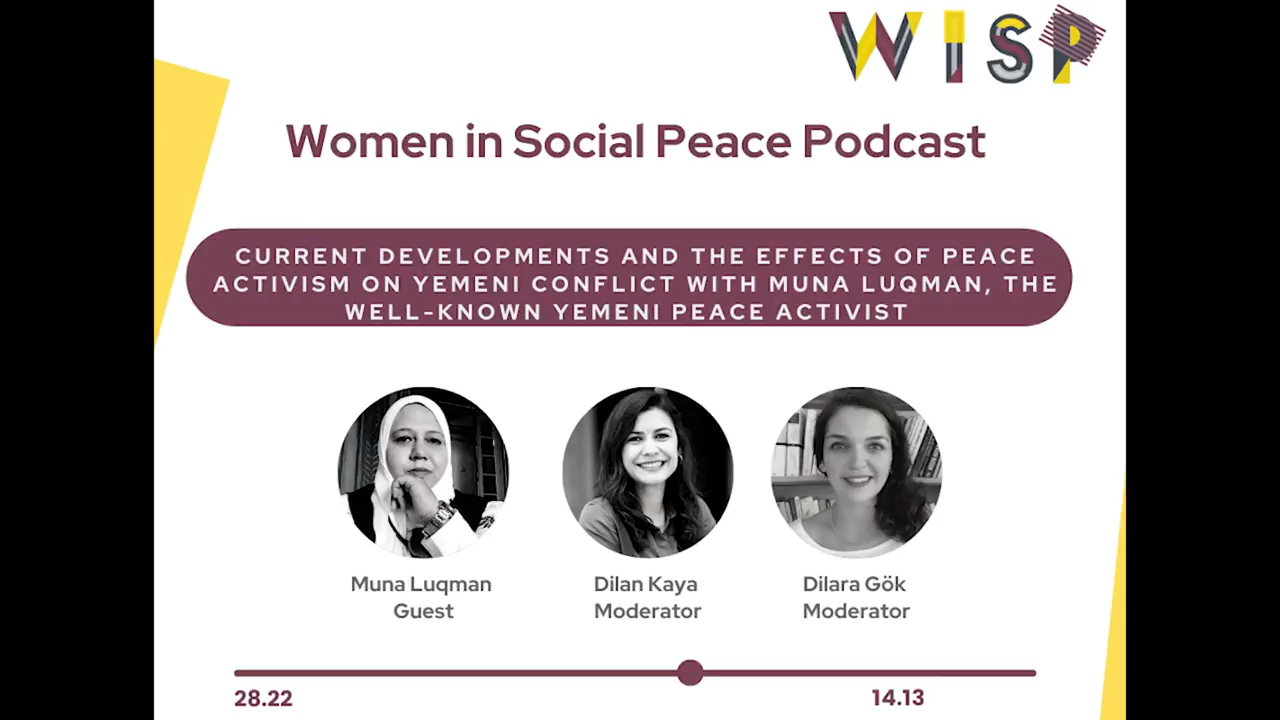 WISP
Women in Social Peace Podcast
CURRENT DEVELOPMENTS AND THE EFFECTS OF PEACE
ACTIVISM ON YEMENI CONFLICT WITH MUNA LUQMAN, THE
WELL-KNOWN YEMENI PEACE ACTIVIST
Muna Luqman
Guest
Dilan Kaya
Moderator
Dilara Gök
Moderator
28.22
14.13